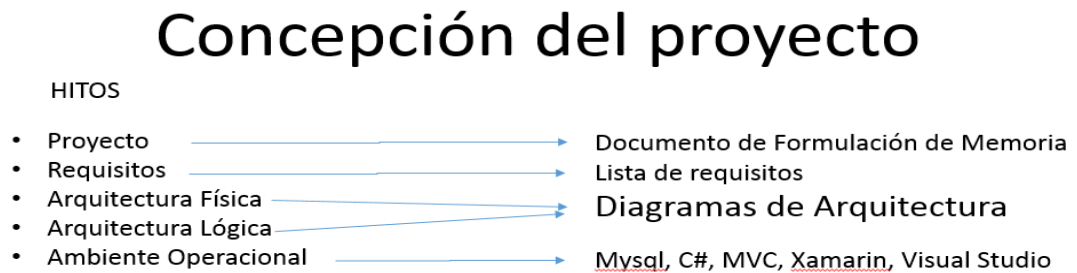 Concepción del proyecto
HITOS
• Proyecto Documento de Formulación de Memoria
• Requisitos Lista de requisitos
• Arquitectura Física Diagramas de Arquitectura
• Arquitectura Lógica
• Ambiente Operacional Mysql, C#, MVC, Xamarin, Visual Studio